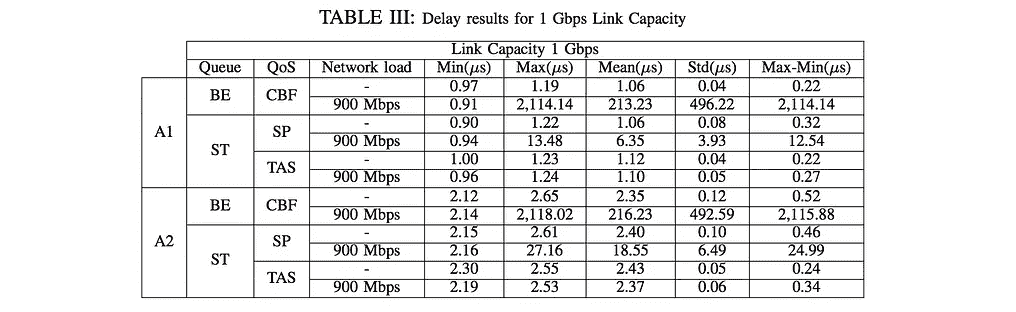 TABLE III: Delay results for 1 Gbps Link Capacity
Link Capacity 1 Gbps
Queue QoS Network load Min(μs) Max(μs) Mean(μs) Std(μs) Max-Min(μs)
A1 BE CBF - 0.97 1.19 1.06 0.04 0.22
900 Mbps 0.91 2,114.14 213.23 496.22 2,114.14
ST SP - 0.90 1.22 1.06 0.08 0.32
900 Mbps 0.94 13.48 6.35 3.93 12.54
TAS - 1.00 1.23 1.12 0.04 0.22
900 Mbps 0.96 1.24 1.10 0.05 0.27
A2 BE CBF - 2.12 2.65 2.35 0.12 0.52
900 Mbps 2.14 2,118.02 216.23 492.59 2,115.88
ST SP - 2.15 2.61 2.40 0.10 0.46
900 Mbps 2.16 27.16 18.55 6.49 24.99
TAS - 2.30 2.55 2.43 0.05 0.24
900 Mbps 2.19 2.53 2.37 0.06 0.34